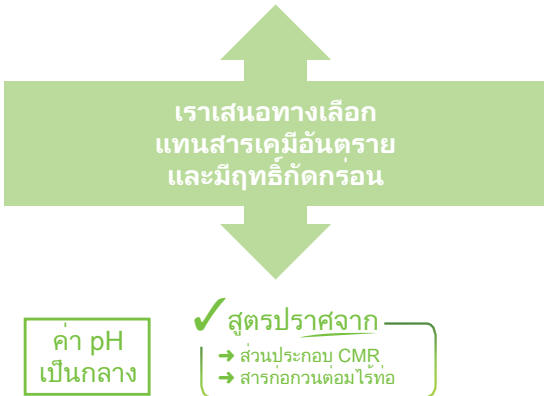 เราเสนอทางเลือก
แทนสารเคมีอันตราย
และมีฤทธิ์กัดกร่อน
ค่า pH
เป็นกลาง
สูตรปราศจาก
ส่วนประกอบ CMR
สารก่อกวนต่อมไร้ท่อ